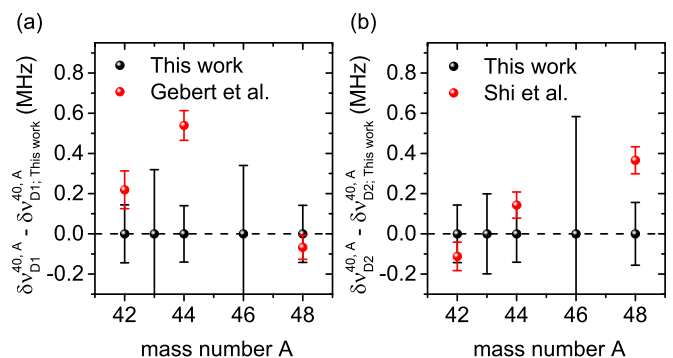 (a)
δν D1 40, A - δν D1; This work 40, A (MHz)
0.8
0.6
0.4
0.2
0.0
-0.2
This work
Gebert et al.
42 44 46 48
mass number A
(b)
δν D2 40, A - δν D2; This work 40, A (MHz)
0.8
0.6
0.4
0.2
0.0
-0.2
This work
Shi et al.
42 44 46 48
mass number A